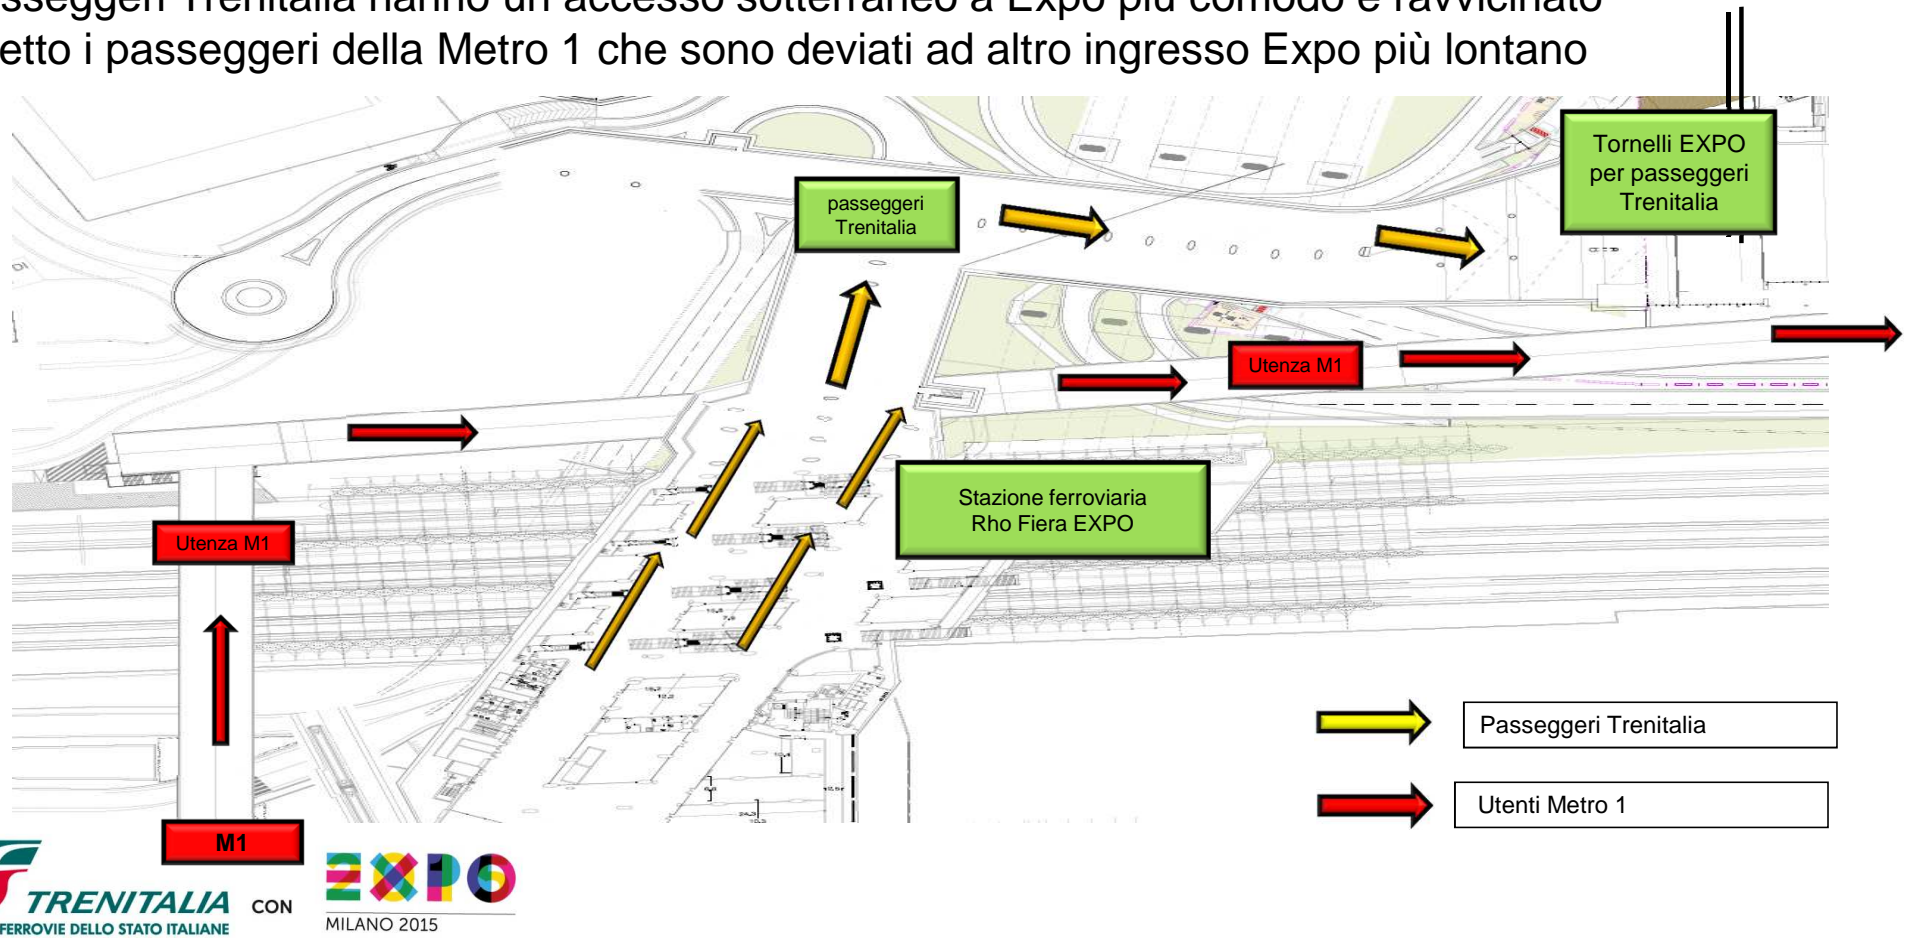 sseggeri Trenitalia hanno un accesso sotterraneo a Expo più comodo e ravvicinato
etto i passeggeri della Metro 1 che sono deviati ad altro ingresso Expo più lontano
Tornelli EXPO
per passeggeri
Trenitalia
passeggeri
Trenitalia
Utenza M1
Stazione ferroviaria
Rho Fiera EXPO
Utenza M1
Passeggeri Trenitalia
Utenti Metro 1
M1
TRENITALIA
FERROVIE DELLO STATO ITALIANE
CON
EXPO
MILANO 2015